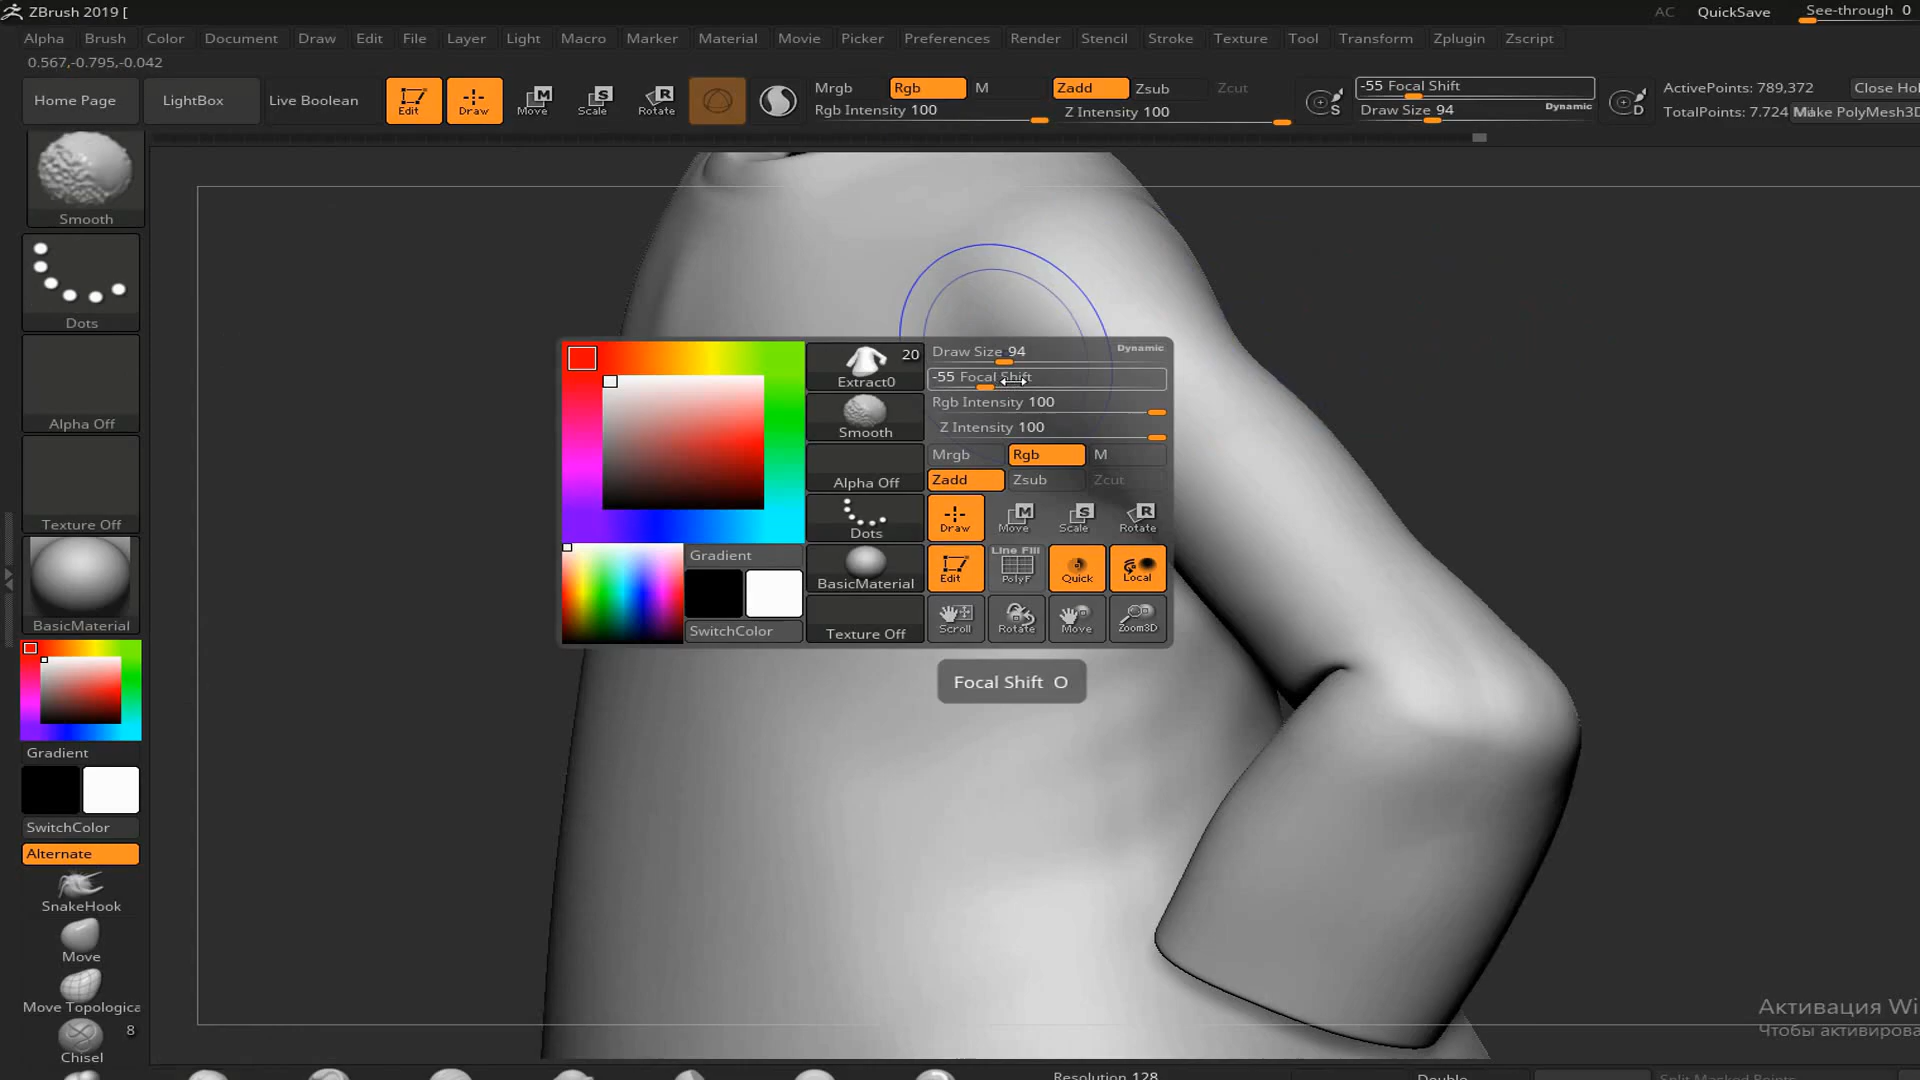 ZBrush 2019 [
AC QuickSave See-through 0
Alpha Brush Color Document Draw Edit File Layer Light Macro Marker Material Movie Picker Preferences Render Stencil Stroke Texture Tool Transform Zplugin Zscript
0.567,-0.795,-0.042
Home Page LightBox Live Boolean Edit Draw Move Scale Rotate
Mrgb Rgb M Zadd Zsub Zcut
Rgb Intensity 100 Z Intensity 100
-55 Focal Shift
Draw Size 94 Dynamic
ActivePoints: 789,372 Close Hol
TotalPoints: 7.724 Mil Make PolyMesh3D
Smooth
Dots
Alpha Off
Texture Off
BasicMaterial
Gradient
SwitchColor
Alternate
SnakeHook
Move
Move Topologica
8
Chisel
Gradient
SwitchColor
20
Extract0
Smooth
Alpha Off
Dots
BasicMaterial
Texture Off
Draw Size 94 Dynamic
-55 Focal Shift
Rgb Intensity 100
Z Intensity 100
Mrgb Rgb M
Zadd Zsub Zcut
Draw Move Scale Rotate
Line Fill
Edit PolyF Quick Local
Scroll Rotate Move Zoom3D
Focal Shift O
Активация Wi
Чтобы активирова
Resolution 128 Double Split Masked Points